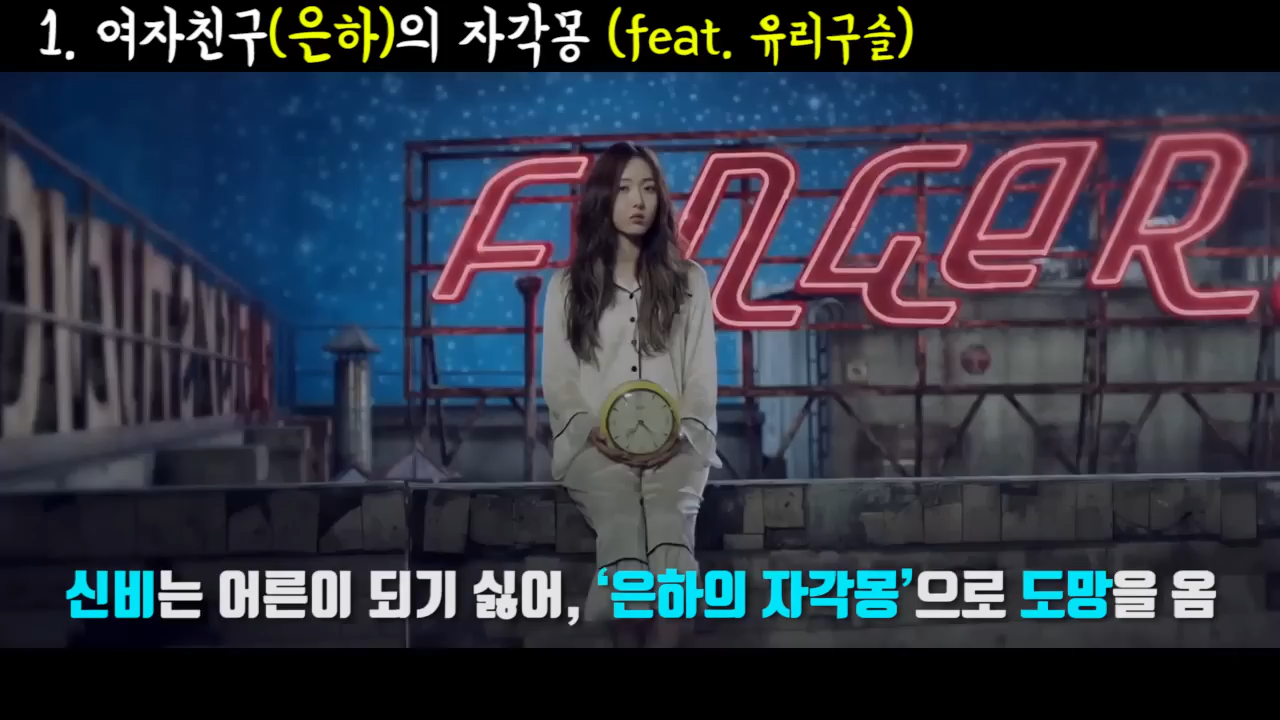 1. 여자친구(은하)의 자각몽 (feat. 유리구슬)
FINGER
신비는 어른이 되기 싫어, ‘은하의 자각몽’으로 도망을 옴